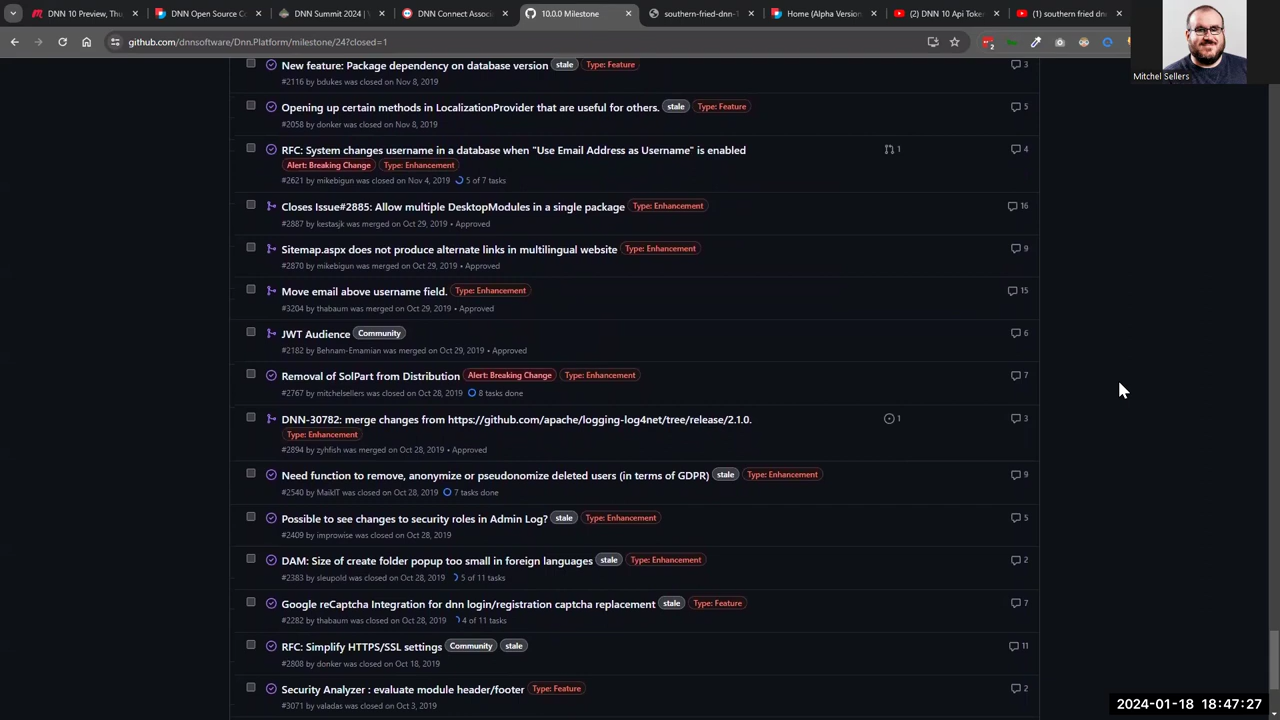 DNN 10 Preview, Thu
DNN Open Source C
DNN Summit 2024 | 
DNN Connect Associ
10.0.0 Milestone
southern-fried-dnn
Home (Alpha Version
(2) DNN 10 Api Token
(1) southern fried dn
github.com/dnnsoftware/Dnn.Platform/milestone/24?closed=1
Mitchel Sellers
New feature: Package dependency on database version stale Type: Feature 3
#2116 by bdukes was closed on Nov 8, 2019
Opening up certain methods in LocalizationProvider that are useful for others. stale Type: Feature 5
#2058 by donker was closed on Nov 8, 2019
RFC: System changes username in a database when "Use Email Address as Username" is enabled 1 4
Alert: Breaking Change Type: Enhancement
#2621 by mikebigun was closed on Nov 4, 2019 5 of 7 tasks
Closes Issue#2885: Allow multiple DesktopModules in a single package Type: Enhancement 16
#2887 by kestasjk was merged on Oct 29, 2019 • Approved
Sitemap.aspx does not produce alternate links in multilingual website Type: Enhancement 9
#2870 by mikebigun was merged on Oct 29, 2019 • Approved
Move email above username field. Type: Enhancement 15
#3204 by thabaum was merged on Oct 29, 2019 • Approved
JWT Audience Community 6
#2182 by Behnam-Emamian was merged on Oct 29, 2019 • Approved
Removal of SolPart from Distribution Alert: Breaking Change Type: Enhancement 7
#2767 by mitchelsellers was closed on Oct 28, 2019 8 tasks done
DNN-30782: merge changes from https://github.com/apache/logging-log4net/tree/release/2.1.0. 1 3
Type: Enhancement
#2894 by zyhfish was merged on Oct 28, 2019 • Approved
Need function to remove, anonymize or pseudonomize deleted users (in terms of GDPR) stale Type: Enhancement 9
#2540 by MaikIT was closed on Oct 28, 2019 7 tasks done
Possible to see changes to security roles in Admin Log? stale Type: Enhancement 5
#2409 by improwise was closed on Oct 28, 2019
DAM: Size of create folder popup too small in foreign languages stale Type: Enhancement 2
#2383 by sleupold was closed on Oct 28, 2019 5 of 11 tasks
Google reCaptcha Integration for dnn login/registration captcha replacement stale Type: Feature 7
#2282 by thabaum was closed on Oct 28, 2019 4 of 11 tasks
RFC: Simplify HTTPS/SSL settings Community stale 11
#2808 by donker was closed on Oct 18, 2019
Security Analyzer : evaluate module header/footer Type: Feature 2
#3071 by valadas was closed on Oct 3, 2019
2024-01-18 18:47:27